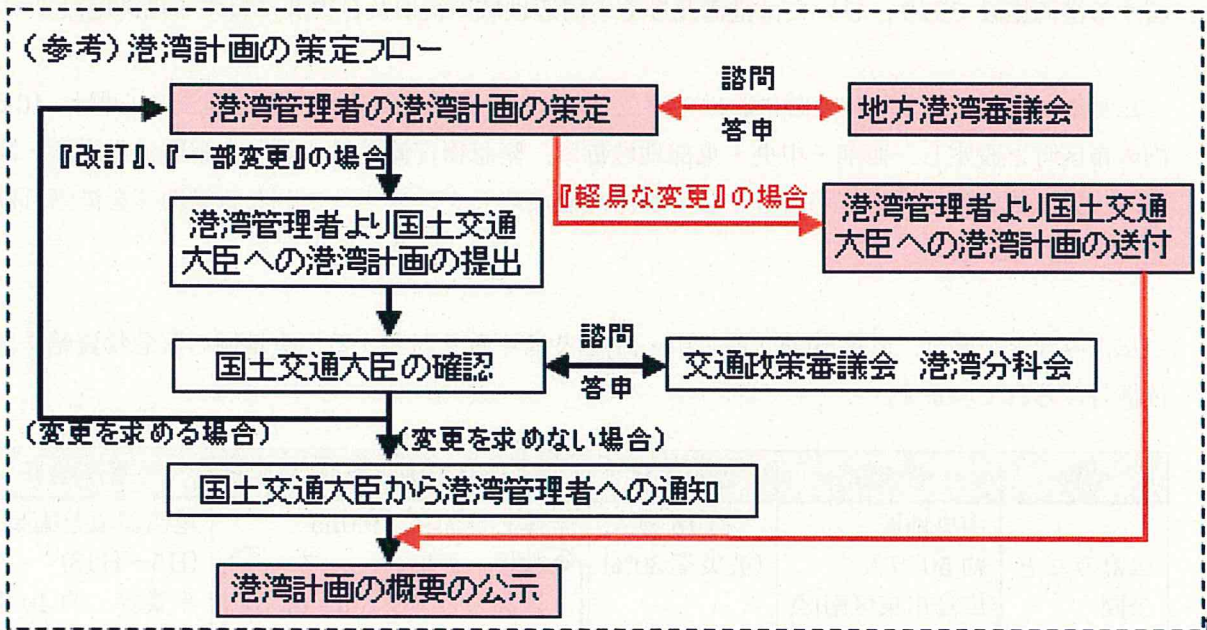 (参考)港湾計画の策定フロー
港湾管理者の港湾計画の策定
諮問
答申
地方港湾審議会
『改訂』、『一部変更』の場合
『軽易な変更』の場合
港湾管理者より国土交通
大臣への港湾計画の提出
港湾管理者より国土交通
大臣への港湾計画の送付
国土交通大臣の確認
諮問
答申
交通政策審議会 港湾分科会
(変更を求める場合)
(変更を求めない場合)
国土交通大臣から港湾管理者への通知
港湾計画の概要の公示